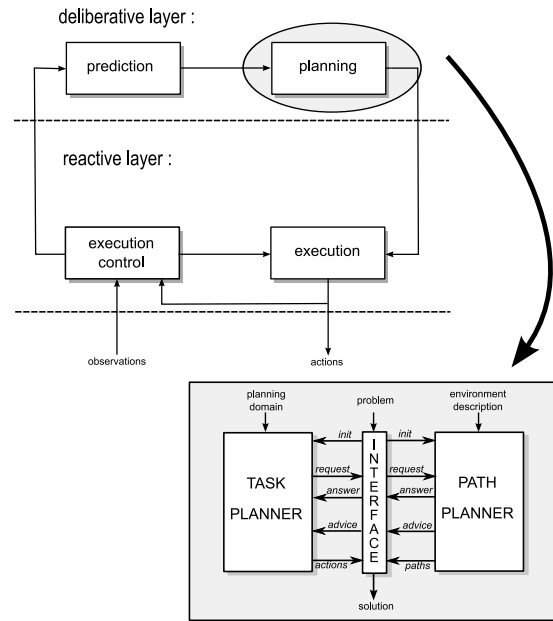 deliberative layer :
prediction
planning
reactive layer :
execution
control
execution
observations
actions
planning
domain
problem
environment
description
TASK
PLANNER
init
request
answer
advice
actions
INTERFACE
init
request
answer
advice
paths
PATH
PLANNER
solution